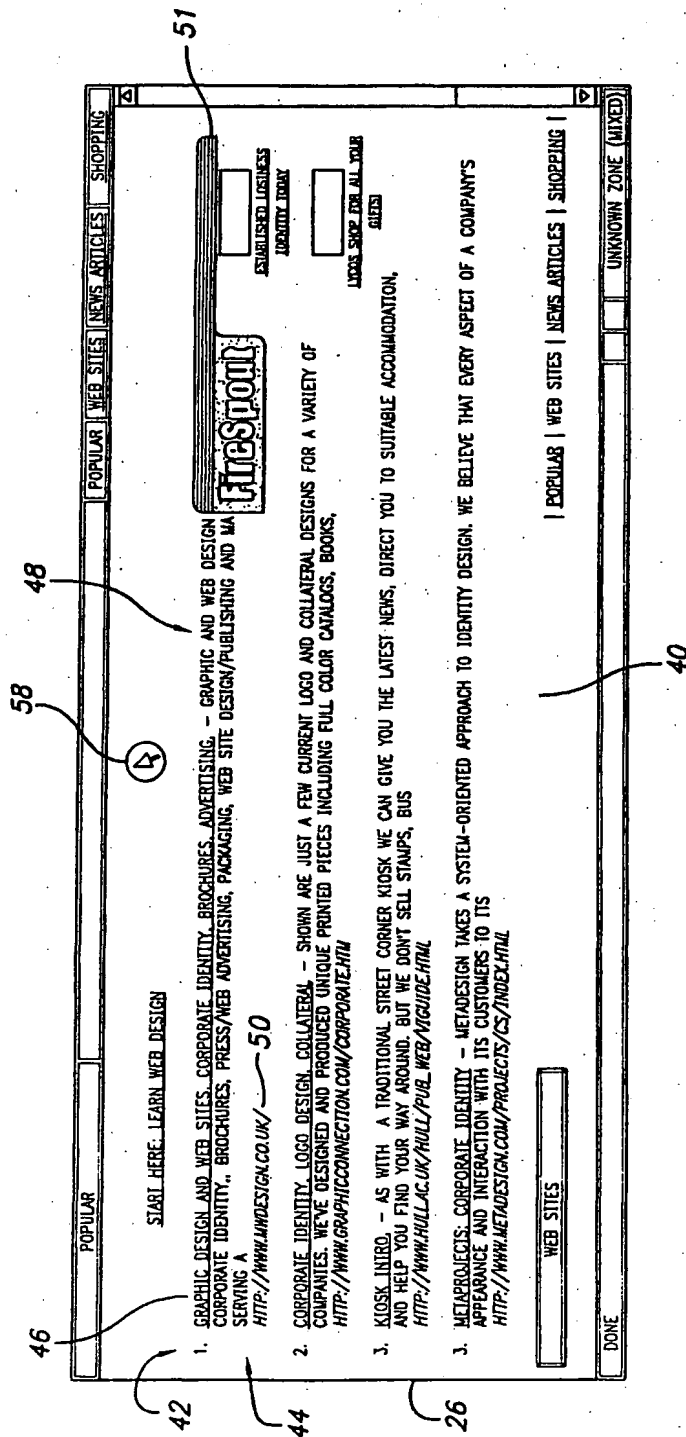 58
48
51
POPULAR
POPULAR WEB SITES NEWS ARTICLES SHOPPING
START HERE: LEARN WEB DESIGN
46
42
44
26
1. GRAPHIC DESIGN AND WEB SITES, CORPORATE IDENTITY, BROCHURES, ADVERTISING, - GRAPHIC AND WEB DESIGN
CORPORATE IDENTITY,, BROCHURES, PRESS/WEB ADVERTISING, PACKAGING, WEB SITE DESIGN/PUBLISHING AND MA
SERVING A
HTTP://WWW.MWDESIGN.CO.UK/
50
FireSpout
ESTABLISHED LOSINESS
IDENTITY TODAY
2. CORPORATE IDENTITY, LOGO DESIGN, COLLATERAL - SHOWN ARE JUST A FEW CURRENT LOGO AND COLLATERAL DESIGNS FOR A VARIETY OF
COMPANIES. WE'VE DESIGNED AND PRODUCED UNIQUE PRINTED PIECES INCLUDING FULL COLOR CATALOGS, BOOKS,
HTTP://WWW.GRAPHICCONNECTION.COM/CORPORATE.HTM
LYCOS SHOP FOR ALL YOUR
GIFTS!
3. KIOSK INTRO, - AS WITH A TRADITIONAL STREET CORNER KIOSK WE CAN GIVE YOU THE LATEST NEWS, DIRECT YOU TO SUITABLE ACCOMMODATION,
AND HELP YOU FIND YOUR WAY AROUND. BUT WE DON'T SELL STAMPS, BUS
HTTP://WWW.HULL.AC.UK/HULL/PUB_WEB/VIGUIDE.HTML
3. METAPROJECTS: CORPORATE IDENTITY - METADESIGN TAKES A SYSTEM-ORIENTED APPROACH TO IDENTITY DESIGN. WE BELIEVE THAT EVERY ASPECT OF A COMPANY'S
APPEARANCE AND INTERACTION WITH ITS CUSTOMERS TO ITS
HTTP://WWW.METADESIGN.COM/PROJECTS/CS/INDEX.HTML
WEB SITES
| POPULAR | WEB SITES | NEWS ARTICLES | SHOPPING |
DONE
UNKNOWN ZONE (MIXED)
40